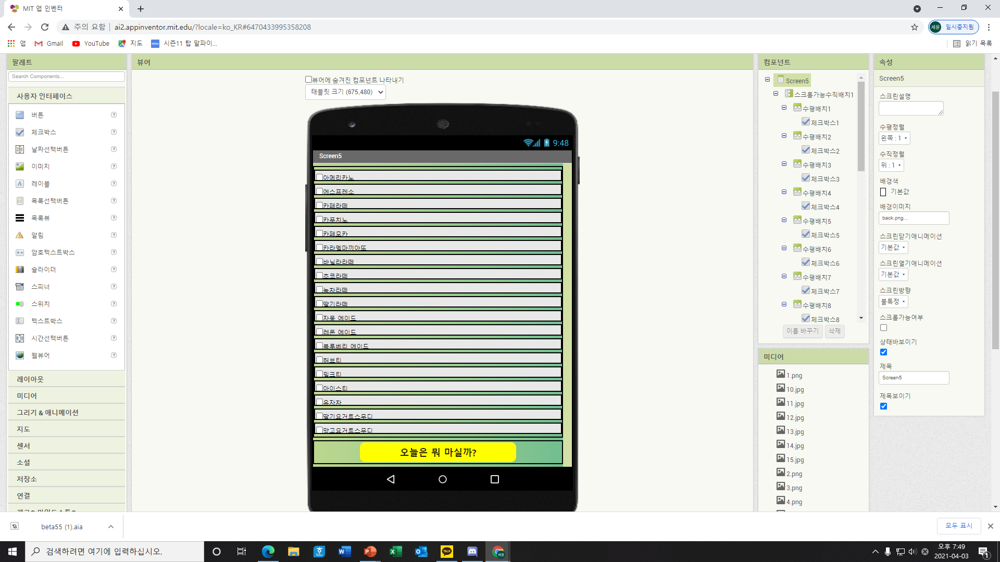 MIT 앱 인벤터
주의 요함
ai2.appinventor.mit.edu/?locale=ko_KR#6470433995358208
세윤
일시중지됨
앱
Gmail
YouTube
지도
시즌11 탑 말파이...
읽기 목록
팔레트
Search Components...
사용자 인터페이스
버튼
체크박스
날짜선택버튼
이미지
레이블
목록선택버튼
목록뷰
알림
암호텍스트박스
슬라이더
스피너
스위치
텍스트박스
시간선택버튼
웹뷰어
레이아웃
미디어
그리기 & 애니메이션
지도
센서
소셜
저장소
연결
뷰어
뷰어에 숨겨진 컴포넌트 나타내기
태블릿 크기 (675,480)
9:48
Screen5
아메리카노
에스프레소
카페라떼
카푸치노
카페모카
카라멜마끼아또
바닐라라떼
초코라떼
녹차라떼
딸기라떼
자몽 에이드
레몬 에이드
블루베리 에이드
허브티
밀크티
아이스티
유자차
딸기요거트스무디
망고요거트스무디
오늘은 뭐 마실까?
컴포넌트
Screen5
스크롤가능수직배치1
수평배치1
체크박스1
수평배치2
체크박스2
수평배치3
체크박스3
수평배치4
체크박스4
수평배치5
체크박스5
수평배치6
체크박스6
수평배치7
체크박스7
수평배치8
체크박스8
이름 바꾸기
삭제
미디어
1.png
10.jpg
11.jpg
12.jpg
13.jpg
14.jpg
15.jpg
2.png
3.png
4.png
속성
Screen5
스크린설명
수평정렬
왼쪽 : 1
수직정렬
위 : 1
배경색
기본값
배경이미지
back.png...
스크린닫기애니메이션
기본값
스크린열기애니메이션
기본값
스크린방향
불특정
스크롤가능여부
상태바보이기
제목
Screen5
제목보이기
beta55 (1).aia
모두 표시
검색하려면 여기에 입력하십시오.
TALK
오후 7:49
2021-04-03
1